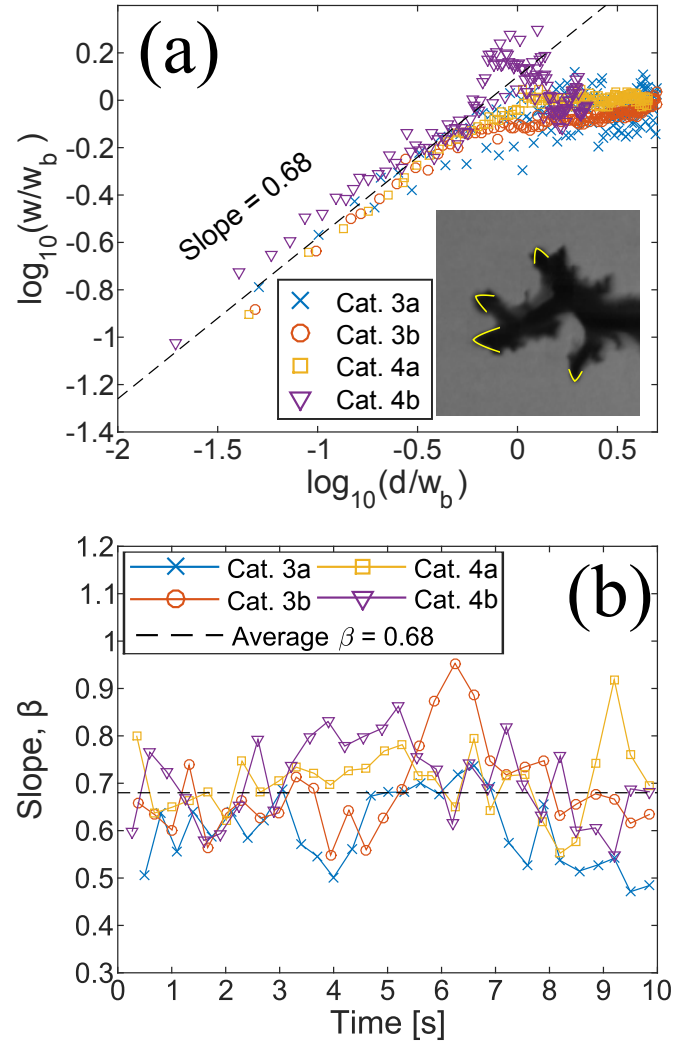 (a)
0.2
0
-0.2
-0.4
-0.6
-0.8
-1
-1.2
-1.4
log10(w/wb)
Slope = 0.68
Cat. 3a
Cat. 3b
Cat. 4a
Cat. 4b
-2 -1.5 -1 -0.5 0 0.5
log10(d/wb)
(b)
1.2
1.1
1
0.9
0.8
0.7
0.6
0.5
0.4
0.3
Slope, β
Cat. 3a Cat. 4a
Cat. 3b Cat. 4b
Average β = 0.68
0 1 2 3 4 5 6 7 8 9 10
Time [s]